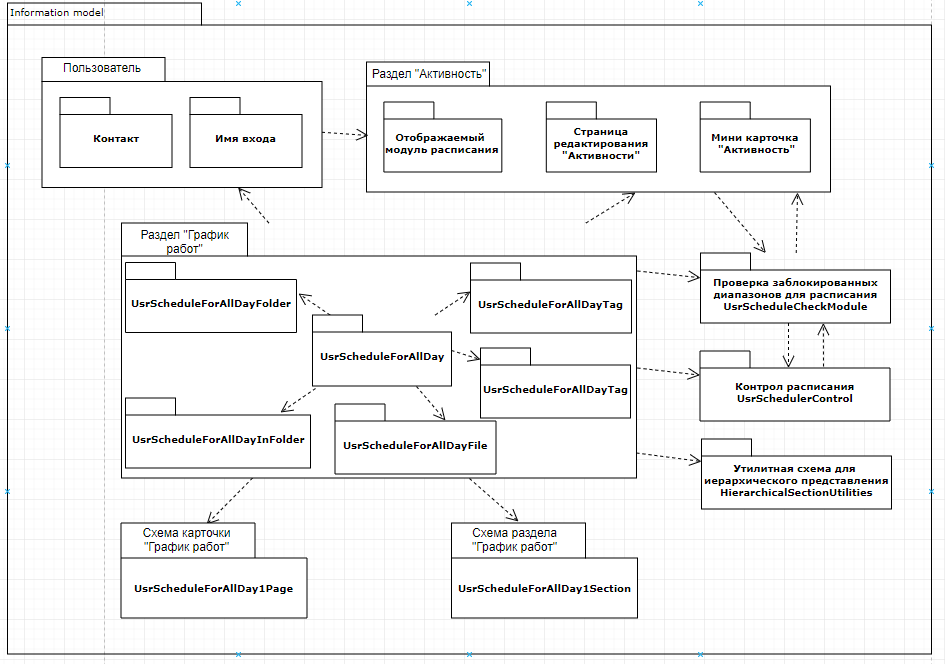 Information model
Пользователь
Контакт
Имя входа
Раздел "Активность"
Отображаемый
модуль расписания
Страница
редактирования
"Активности"
Мини карточка
"Активность"
Раздел "График
работ"
UsrScheduleForAllDayFolder
UsrScheduleForAllDayTag
UsrScheduleForAllDay
UsrScheduleForAllDayTag
UsrScheduleForAllDayInFolder
UsrScheduleForAllDayFile
Проверка заблокированных
диапазонов для расписания
UsrScheduleCheckModule
Контрол расписания
UsrSchedulerControl
Утилитная схема для
иерархического представления
HierarchicalSectionUtilities
Схема карточки
"График работ"
UsrScheduleForAllDay1Page
Схема раздела
"График работ"
UsrScheduleForAllDay1Section